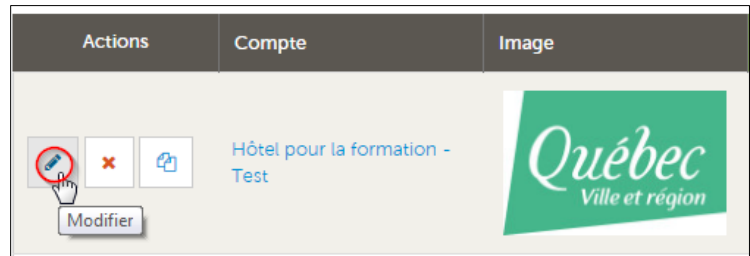 Actions Compte Image
Hôtel pour la formation -
Test
Modifier
Québec
Ville et région